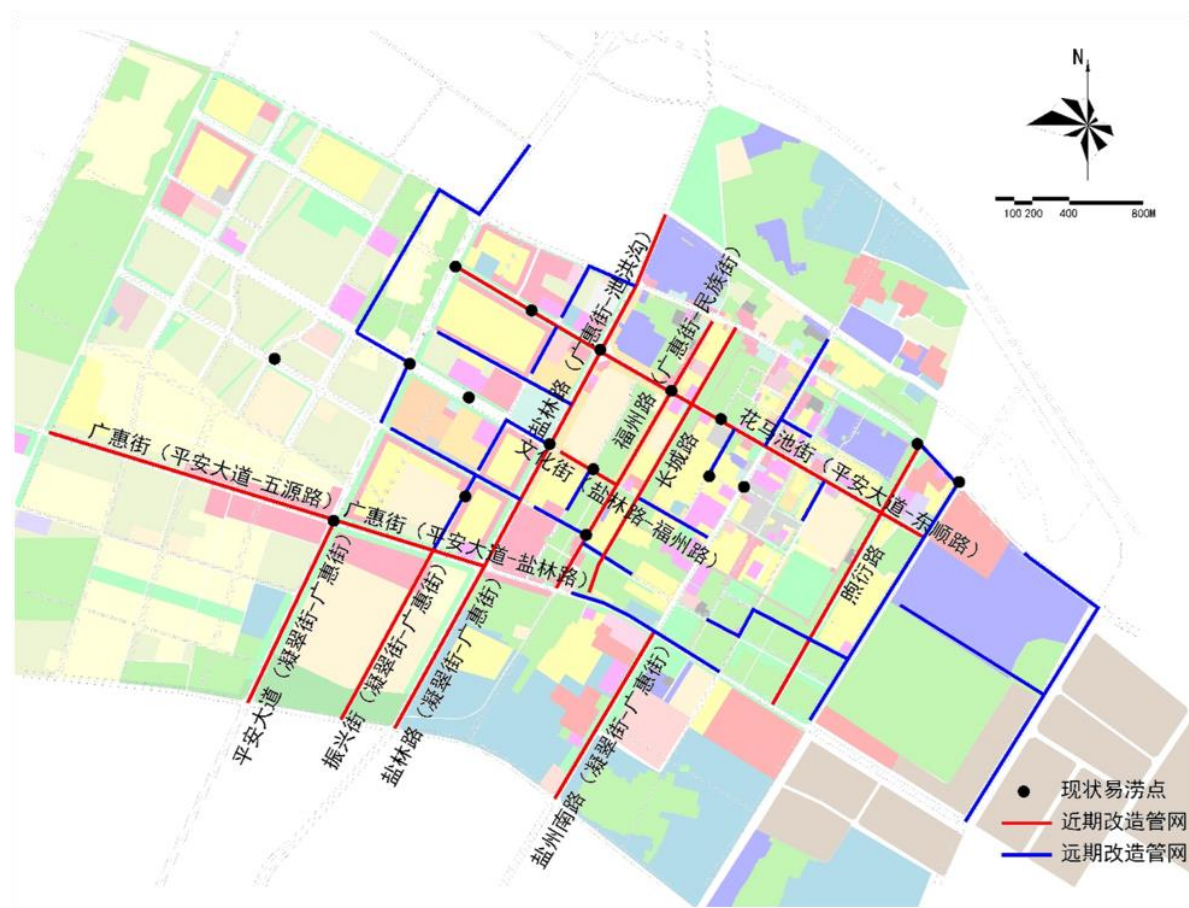 N
100 200 400 800M
盐林路（广惠街-泄洪沟）
福州路（广惠街-民族街）
长城路
花马池街（平安大道-东顺路）
文化街（盐林路-福州路）
广惠街（平安大道-五源路）
广惠街（平安大道-盐林路）
煦衍路
平安大道（凝翠街-广惠街）
振兴街（凝翠街-广惠街）
盐林路（凝翠街-广惠街）
盐州南路（凝翠街-广惠街）
现状易涝点
近期改造管网
远期改造管网